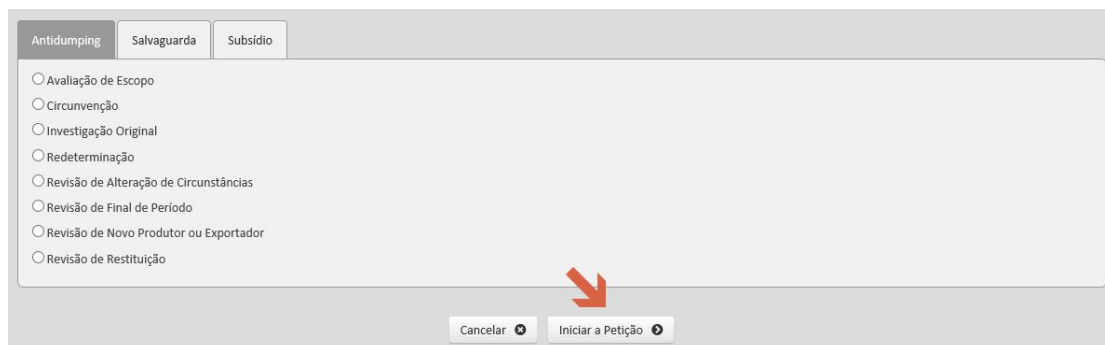 Antidumping Salvaguarda Subsídio
Avaliação de Escopo
Circunvenção
Investigação Original
Redeterminação
Revisão de Alteração de Circunstâncias
Revisão de Final de Período
Revisão de Novo Produtor ou Exportador
Revisão de Restituição
Cancelar Iniciar a Petição